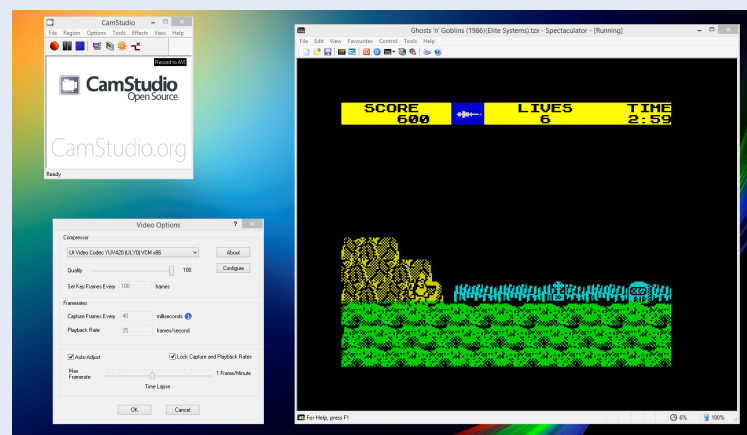 CamStudio
File Region Options Tools Effects View Help
Record to AVI
CamStudio
Open Source
CamStudio.org
Ready
Ghosts 'n' Goblins (1986)(Elite Systems).tzx - Spectaculator - [Running]
File Edit View Favourites Control Tools Help
SCORE LIVES TIME
600 6 2:59
RIP
For Help, press F1
6% 100%
Video Options
Compressor
Ut Video Codec YUV420 (ULY0) VCM x86
About
Quality 100
Configure
Set Key Frames Every 100 frames
Framerates
Capture Frames Every 40 milliseconds
Playback Rate 25 frames/second
Auto Adjust
Lock Capture and Playback Rates
Max
Framerate
1 Frame/Minute
Time Lapse
OK Cancel